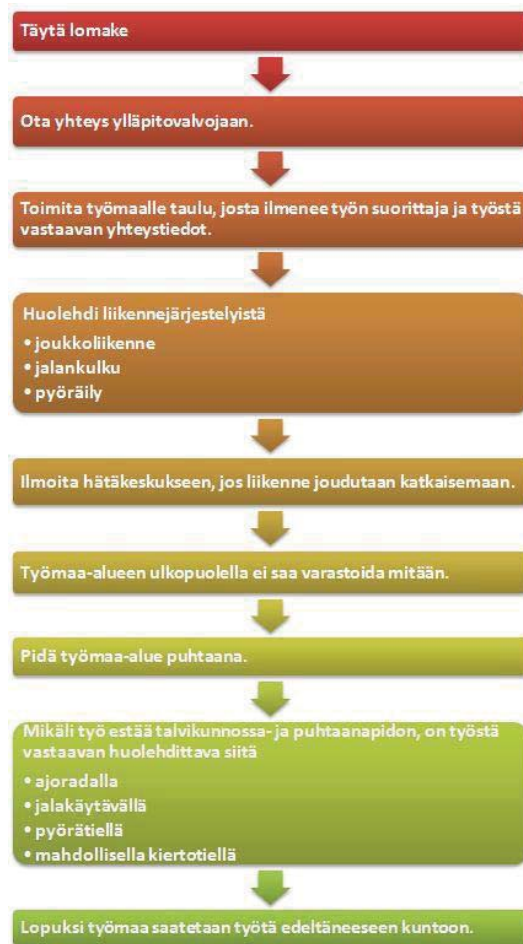 Täytä lomake
Ota yhteys ylläpitovalvojaan.
Toimita työmaalle taulu, josta ilmenee työn suorittaja ja työstä
vastaavan yhteystiedot.
Huolehdi liikennejärjestelyistä
• joukkoliikenne
• jalankulku
• pyöräily
Ilmoita hätäkeskukseen, jos liikenne joudutaan katkaisemaan.
Työmaa-alueen ulkopuolella ei saa varastoida mitään.
Pidä työmaa-alue puhtaana.
Mikäli työ estää talvikunnossa- ja puhtaanapidon, on työstä
vastaavan huolehdittava siitä
• ajoradalla
• jalakäytävällä
• pyörätiellä
• mahdollisella kiertotiellä
Lopuksi työmaa saatetaan työtä edeltäneeseen kuntoon.